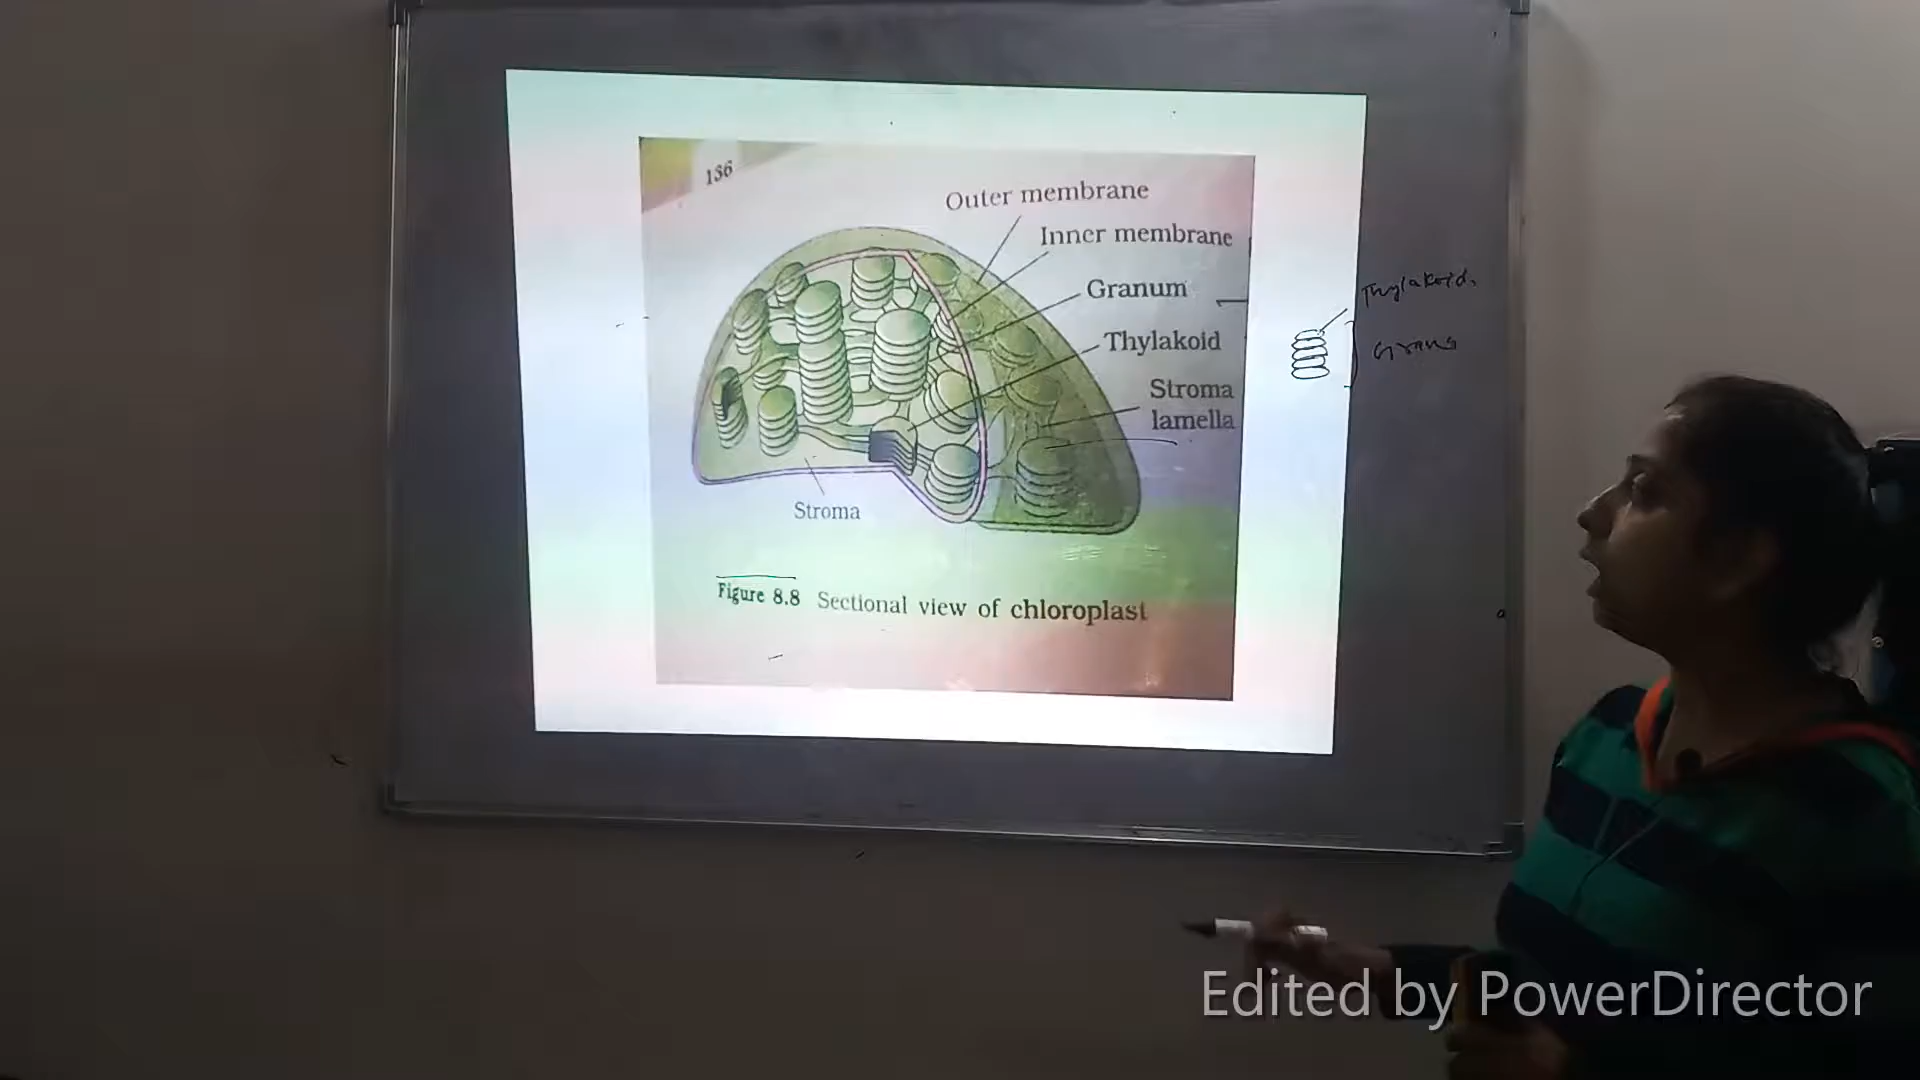 136
Outer membrane
Inner membrane
Granum
Thylakoid
Stroma
lamella
Stroma
Figure 8.8 Sectional view of chloroplast
Thylakoid
Grana
Edited by PowerDirector